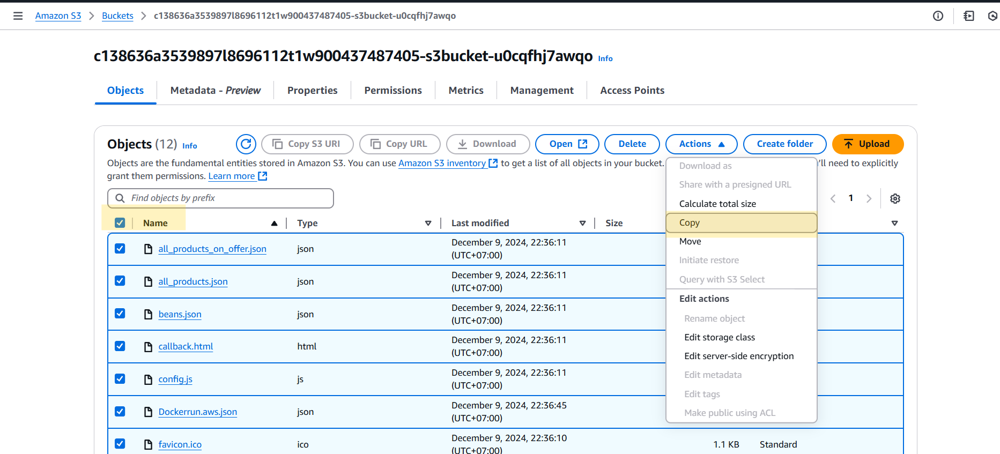 Amazon S3 > Buckets > c138636a3539897l8696112t1w900437487405-s3bucket-u0cqfhj7awqo
c138636a3539897l8696112t1w900437487405-s3bucket-u0cqfhj7awqo Info
Objects Metadata - Preview Properties Permissions Metrics Management Access Points
Objects (12) Info Copy S3 URI Copy URL Download Open Delete Actions Create folder Upload
Objects are the fundamental entities stored in Amazon S3. You can use Amazon S3 inventory to get a list of all objects in your bucket. 'll need to explicitly
grant them permissions. Learn more
Find objects by prefix
1
Name Type Last modified Size
all_products_on_offer.json json December 9, 2024, 22:36:11 (UTC+07:00)
all_products.json json December 9, 2024, 22:36:11 (UTC+07:00)
beans.json json December 9, 2024, 22:36:11 (UTC+07:00)
callback.html html December 9, 2024, 22:36:11 (UTC+07:00)
config.js js December 9, 2024, 22:36:11 (UTC+07:00)
Dockerrun.aws.json json December 9, 2024, 22:36:45 (UTC+07:00)
favicon.ico ico December 9, 2024, 22:36:10 (UTC+07:00) 1.1 KB Standard
Download as
Share with a presigned URL
Calculate total size
Copy
Move
Initiate restore
Query with S3 Select
Edit actions
Rename object
Edit storage class
Edit server-side encryption
Edit metadata
Edit tags
Make public using ACL